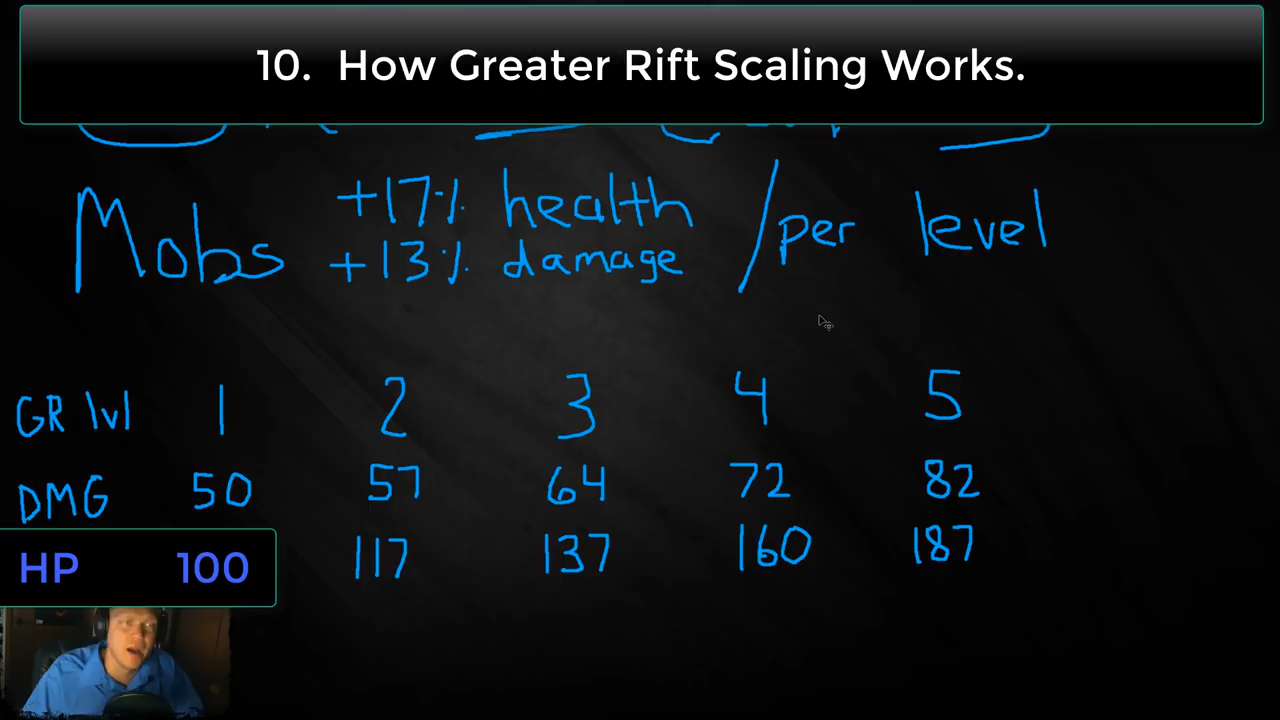 10. How Greater Rift Scaling Works.
Mobs +17% health / per level
+13% damage
GR lvl 1 2 3 4 5
DMG 50 57 64 72 82
HP 100 117 137 160 187